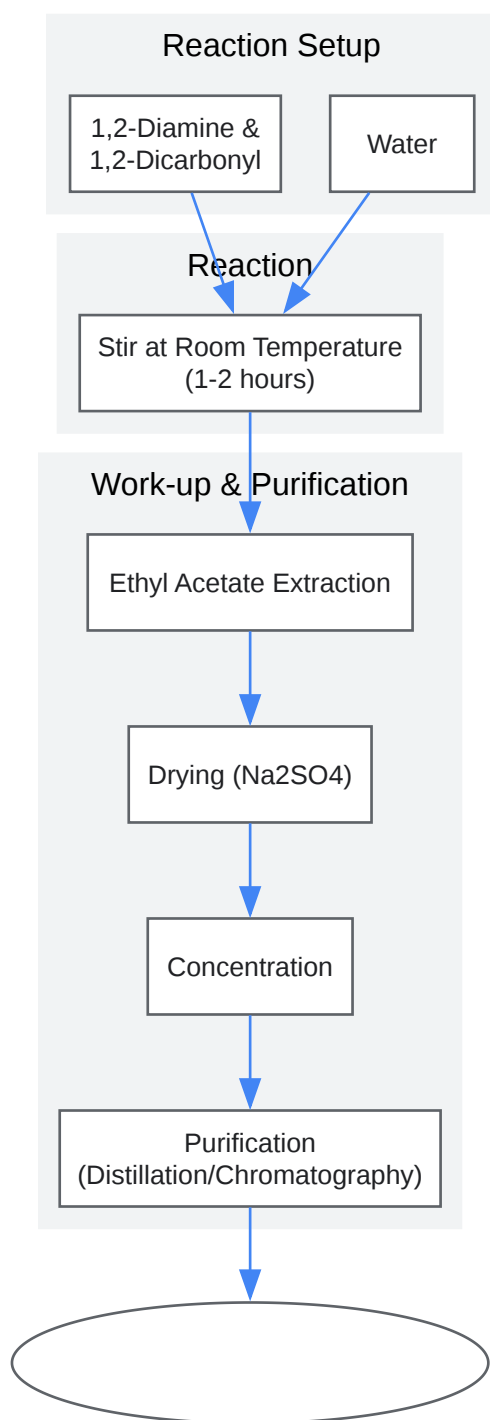 Reaction Setup
1,2-Diamine &
1,2-Dicarbonyl
Water
Reaction
Stir at Room Temperature
(1-2 hours)
Work-up & Purification
Ethyl Acetate Extraction
Drying (Na2SO4)
Concentration
Purification
(Distillation/Chromatography)